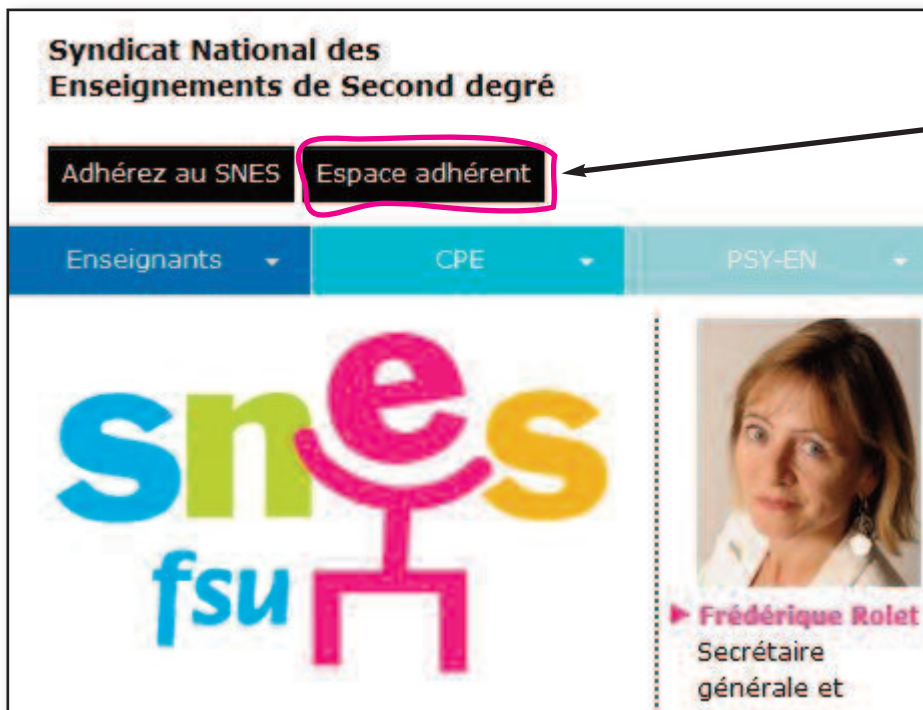 Syndicat National des
Enseignements de Second degré
Adhérez au SNES Espace adhérent
Enseignants CPE PSY-EN
snes
fsu
Frédérique Rolet
Secrétaire
générale et